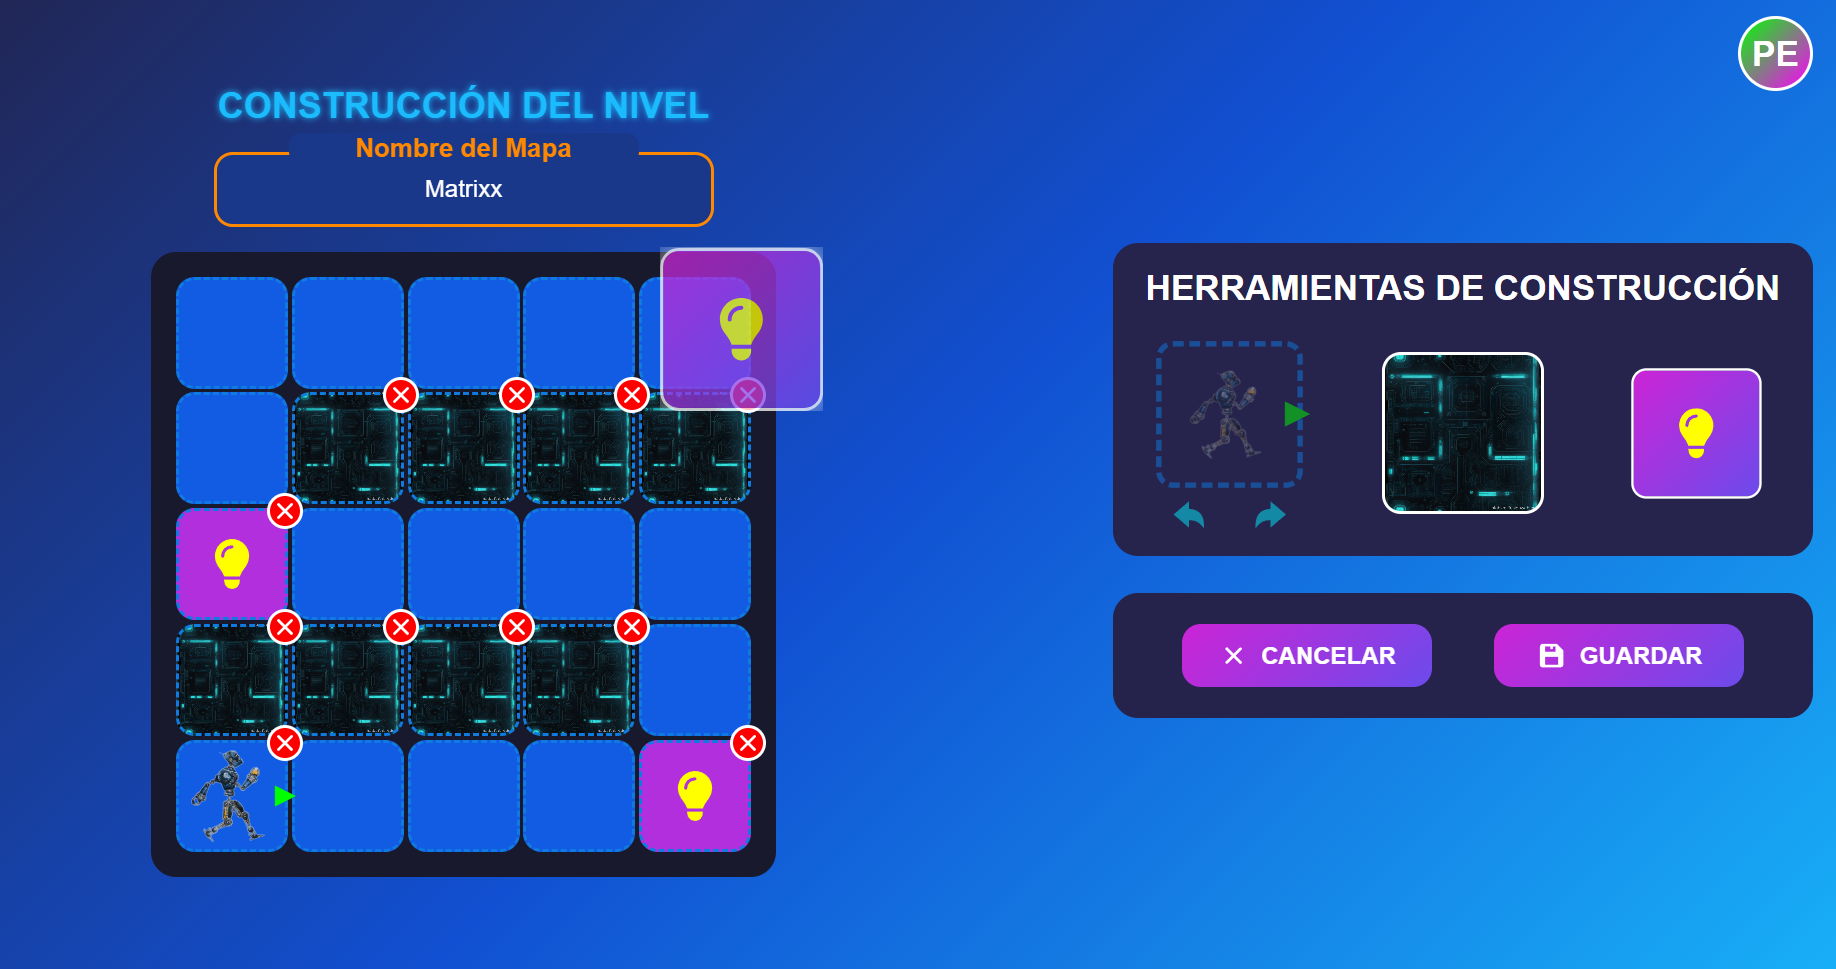 PE
CONSTRUCCIÓN DEL NIVEL
Nombre del Mapa
Matrixx
HERRAMIENTAS DE CONSTRUCCIÓN
CANCELAR
GUARDAR